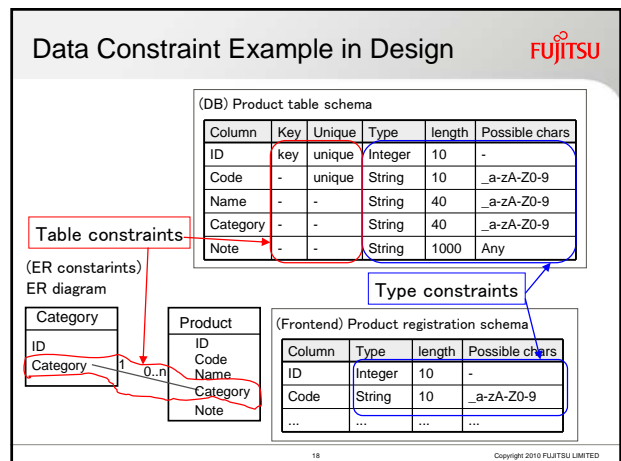 Data Constraint Example in Design
FUJITSU
(DB) Product table schema
Column Key Unique Type length Possible chars
ID key unique Integer 10 -
Code - unique String 10 _a-zA-Z0-9
Name - - String 40 _a-zA-Z0-9
Category - - String 40 _a-zA-Z0-9
Note - - String 1000 Any
Table constraints
(ER constarints)
ER diagram
Type constraints
Category
ID
Category
1 0..n
Product
ID
Code
Name
Category
Note
(Frontend) Product registration schema
Column Type length Possible chars
ID Integer 10 -
Code String 10 _a-zA-Z0-9
... ... ... ...
18
Copyright 2010 FUJITSU LIMITED